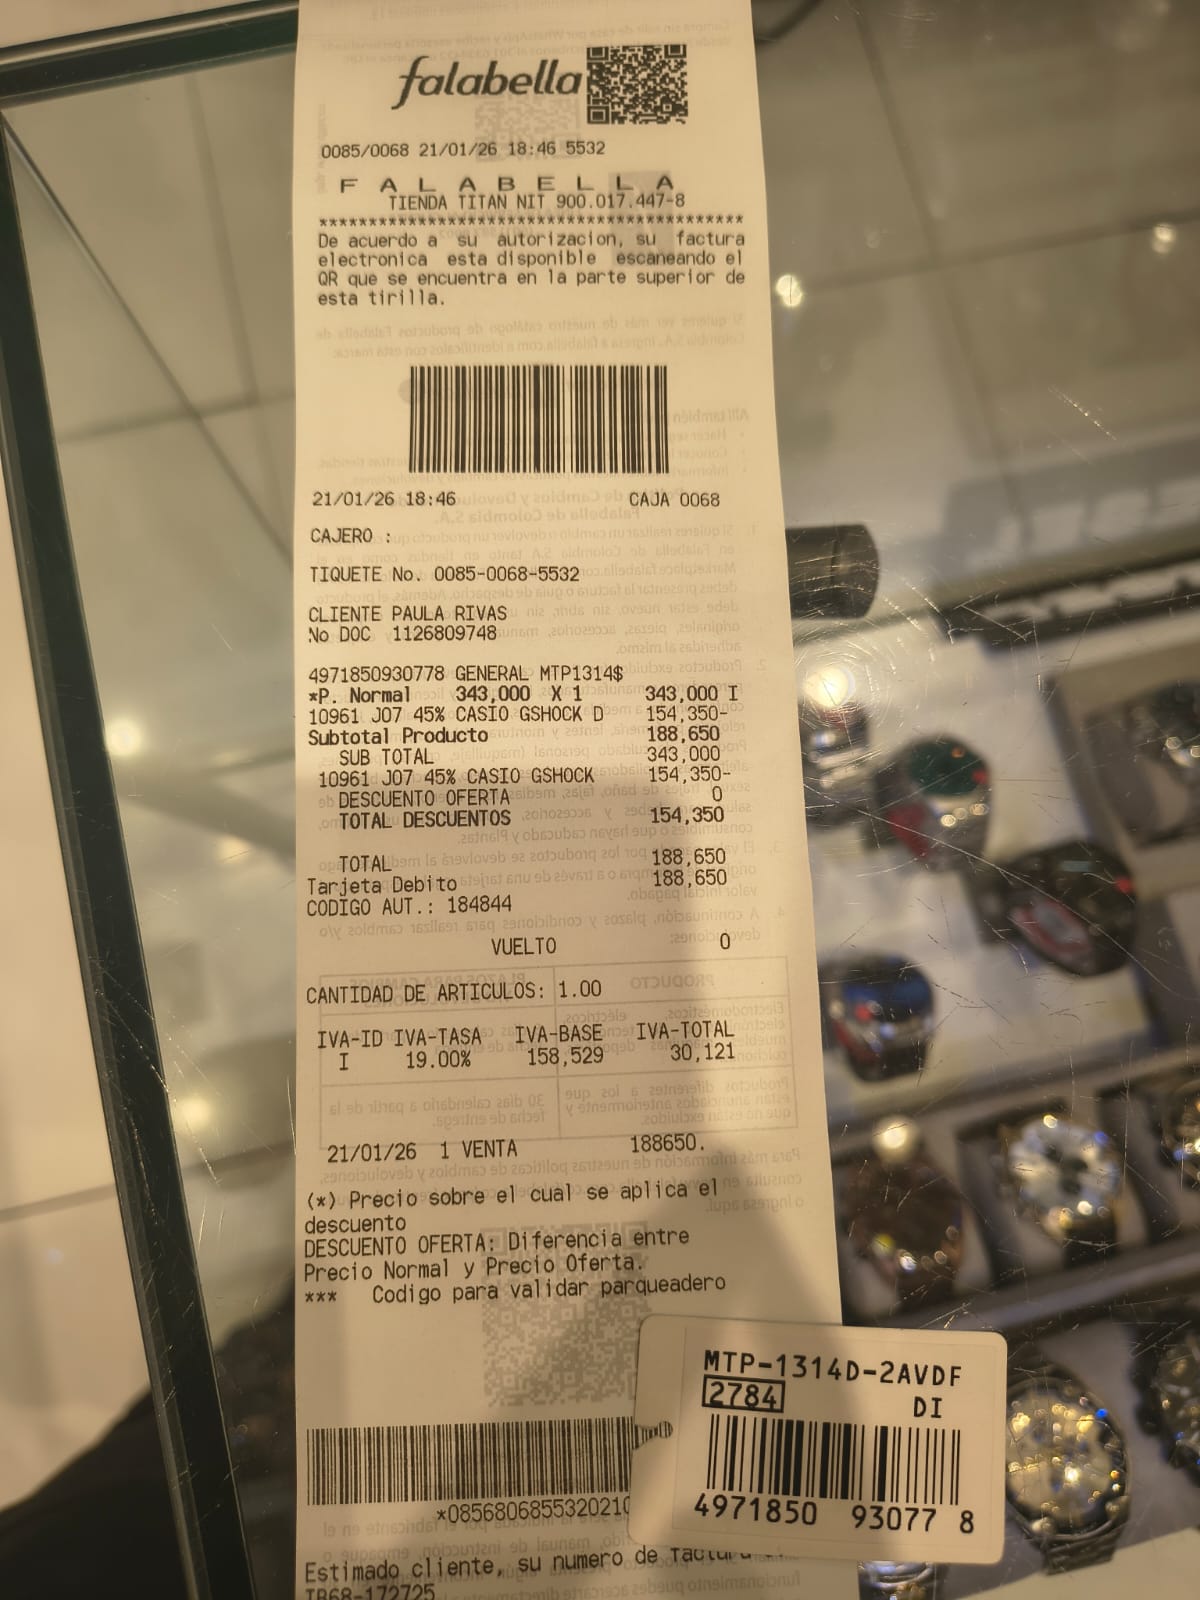 falabella
0085/0068 21/01/26 18:46 5532
F A L A B E L L A
TIENDA TITAN NIT 900.017.447-8
******************************************
De acuerdo a su autorizacion, su factura
electronica esta disponible escaneando el
QR que se encuentra en la parte superior de
esta tirilla.
21/01/26 18:46 CAJA 0068
CAJERO :
TIQUETE No. 0085-0068-5532
CLIENTE PAULA RIVAS
No DOC 1126809748
4971850930778 GENERAL MTP1314$
*P. Normal 343,000 X 1 343,000 I
10961 J07 45% CASIO GSHOCK D 154,350-
Subtotal Producto 188,650
SUB TOTAL 343,000
10961 J07 45% CASIO GSHOCK 154,350-
DESCUENTO OFERTA 0
TOTAL DESCUENTOS 154,350
TOTAL 188,650
Tarjeta Debito 188,650
CODIGO AUT.: 184844
VUELTO 0
CANTIDAD DE ARTICULOS: 1.00
IVA-ID IVA-TASA IVA-BASE IVA-TOTAL
I 19.00% 158,529 30,121
21/01/26 1 VENTA 188650.
(*) Precio sobre el cual se aplica el
descuento
DESCUENTO OFERTA: Diferencia entre
Precio Normal y Precio Oferta.
*** Codigo para validar parqueadero
*0856806855320210
Estimado cliente, su numero de factura
TR68-172725
MTP-1314D-2AVDF
2784 DI
4971850 93077 8